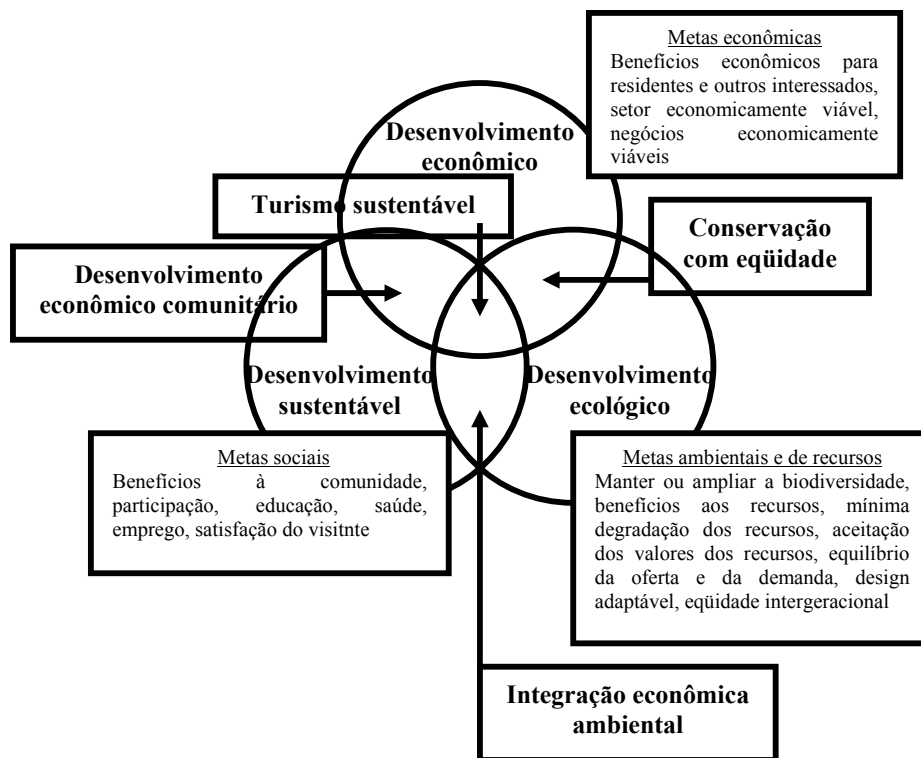 Metas econômicas
Benefícios econômicos para
residentes e outros interessados,
setor economicamente viável,
negócios economicamente
viáveis
Desenvolvimento
econômico
Turismo sustentável
Conservação
com eqüidade
Desenvolvimento
econômico comunitário
Desenvolvimento
sustentável
Desenvolvimento
ecológico
Metas sociais
Benefícios à comunidade,
participação, educação, saúde,
emprego, satisfação do visitnte
Metas ambientais e de recursos
Manter ou ampliar a biodiversidade,
benefícios aos recursos, mínima
degradação dos recursos, aceitação
dos valores dos recursos, equilíbrio
da oferta e da demanda, design
adaptável, eqüidade intergeracional
Integração econômica
ambiental